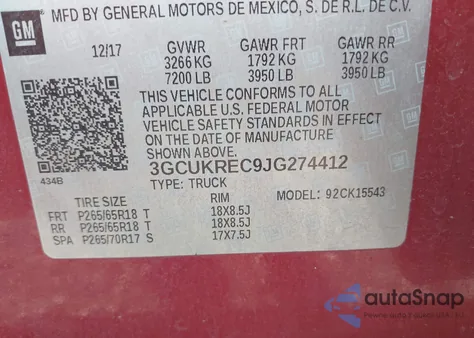 MFD BY GENERAL MOTORS DE MEXICO, S. DE R.L. DE C.V.
GM
12/17 GVWR GAWR FRT GAWR RR
3266 KG 1792 KG 1792 KG
7200 LB 3950 LB 3950 LB
THIS VEHICLE CONFORMS TO ALL
APPLICABLE U.S. FEDERAL MOTOR
VEHICLE SAFETY STANDARDS IN EFFECT
ON THE DATE OF MANUFACTURE
SHOWN ABOVE.
3GCUKREC9JG274412
434B TYPE: TRUCK MODEL: 92CK15543
TIRE SIZE RIM
FRT P265/65R18 T 18X8.5J
RR P265/65R18 T 18X8.5J
SPA P265/70R17 S 17X7.5J
autoSnap